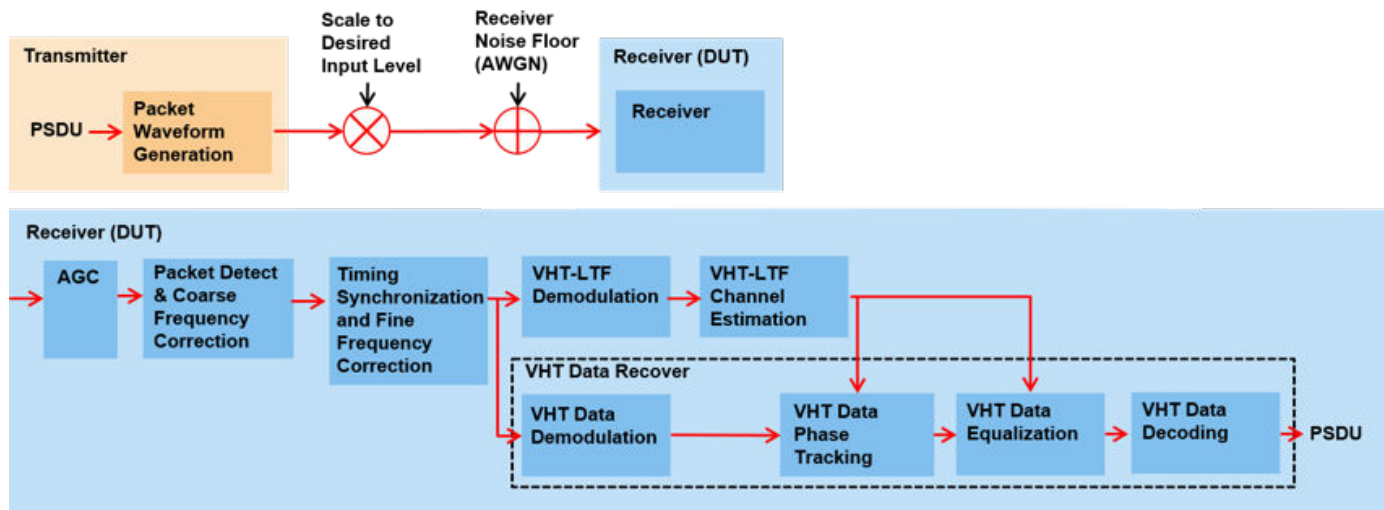 Scale to
Desired
Input Level
Receiver
Noise Floor
(AWGN)
Transmitter
PSDU
Packet
Waveform
Generation
Receiver (DUT)
Receiver
Receiver (DUT)
AGC
Packet Detect
& Coarse
Frequency
Correction
Timing
Synchronization
and Fine
Frequency
Correction
VHT-LTF
Demodulation
VHT-LTF
Channel
Estimation
VHT Data Recover
VHT Data
Demodulation
VHT Data
Phase
Tracking
VHT Data
Equalization
VHT Data
Decoding
PSDU